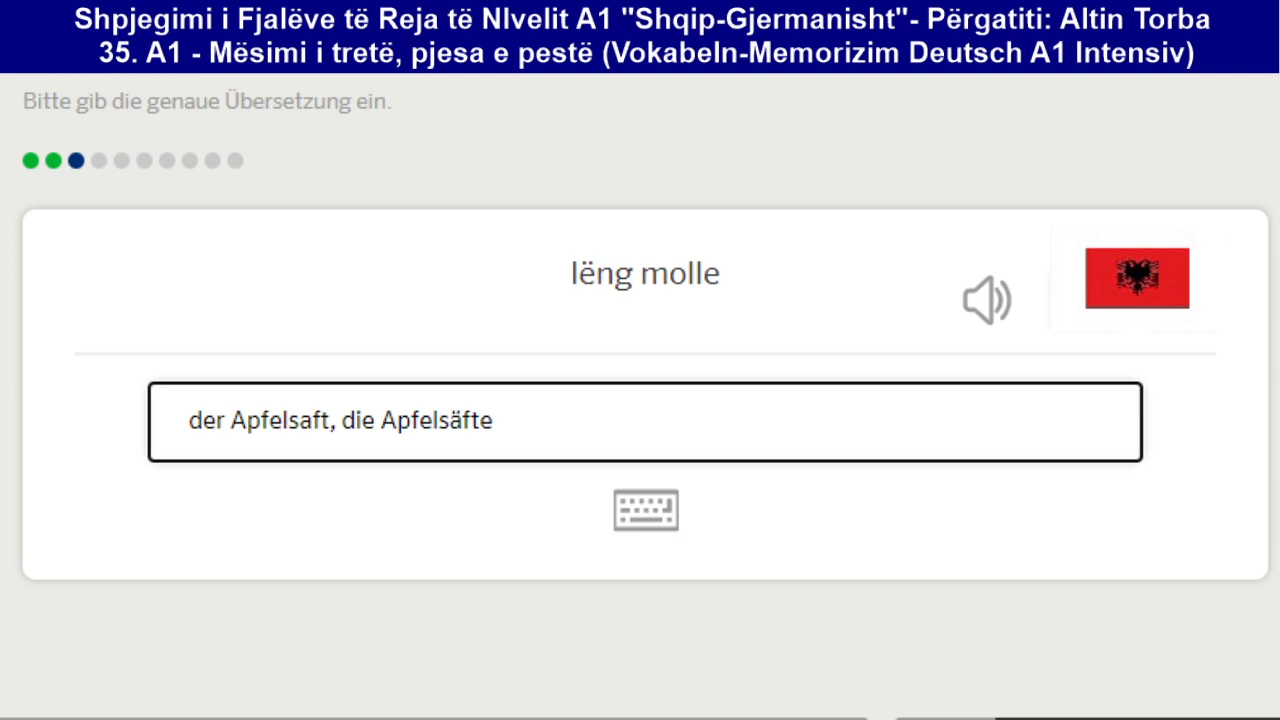 Shpjegimi i Fjalëve të Reja të NIvelit A1 "Shqip-Gjermanisht"- Përgatiti: Altin Torba
35. A1 - Mësimi i tretë, pjesa e pestë (Vokabeln-Memorizim Deutsch A1 Intensiv)
Bitte gib die genaue Übersetzung ein.
lëng molle
der Apfelsaft, die Apfelsäfte